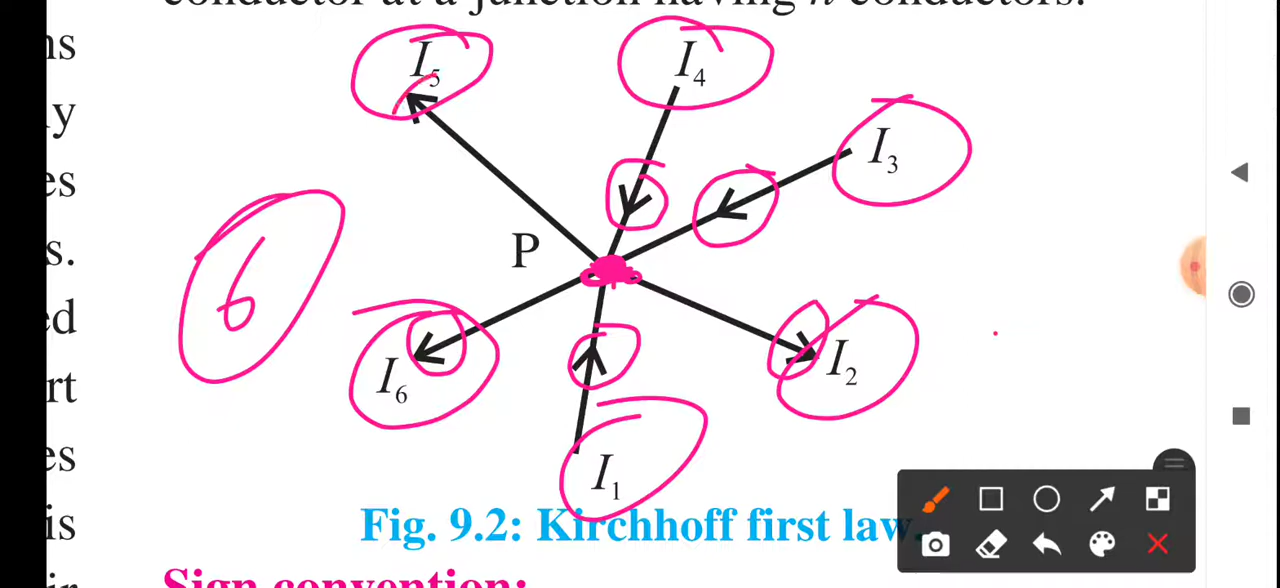 conductor at a junction having n conductors.
ns
y
es
s.
ed
rt
es
is
I₅
I₄
I₃
P
6
I₆
I₂
I₁
Fig. 9.2: Kirchhoff first law.
Sign convention: